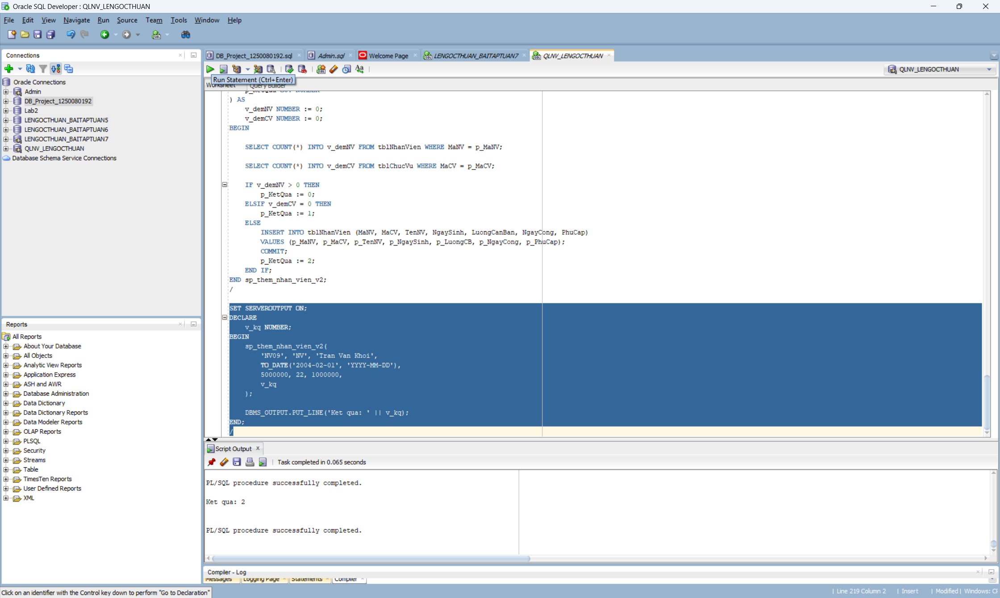 Oracle SQL Developer : QLNV_LENGOCTHUAN
File Edit View Navigate Run Source Team Tools Window Help
Connections
Oracle Connections
Admin
DB_Project_1250080192
Lab2
LENGOCTHUAN_BAITAPTUAN5
LENGOCTHUAN_BAITAPTUAN6
LENGOCTHUAN_BAITAPTUAN7
QLNV_LENGOCTHUAN
Database Schema Service Connections
Reports
All Reports
About Your Database
All Objects
Analytic View Reports
Application Express
ASH and AWR
Database Administration
Data Dictionary
Data Dictionary Reports
Data Modeler Reports
OLAP Reports
PLSQL
Security
Streams
Table
TimesTen Reports
User Defined Reports
XML
DB_Project_1250080192.sql Admin.sql Welcome Page LENGOCTHUAN_BAITAPTUAN7 QLNV_LENGOCTHUAN
QLNV_LENGOCTHUAN
Run Statement (Ctrl+Enter)
Worksheet Query Builder
p_KetQua OUT NUMBER
) AS
v_demNV NUMBER := 0;
v_demCV NUMBER := 0;
BEGIN
SELECT COUNT(*) INTO v_demNV FROM tblNhanVien WHERE MaNV = p_MaNV;
SELECT COUNT(*) INTO v_demCV FROM tblChucVu WHERE MaCV = p_MaCV;
IF v_demNV > 0 THEN
p_KetQua := 0;
ELSIF v_demCV = 0 THEN
p_KetQua := 1;
ELSE
INSERT INTO tblNhanVien (MaNV, MaCV, TenNV, NgaySinh, LuongCanBan, NgayCong, PhuCap)
VALUES (p_MaNV, p_MaCV, p_TenNV, p_NgaySinh, p_LuongCB, p_NgayCong, p_PhuCap);
COMMIT;
p_KetQua := 2;
END IF;
END sp_them_nhan_vien_v2;
/
SET SERVEROUTPUT ON;
DECLARE
v_kq NUMBER;
BEGIN
sp_them_nhan_vien_v2(
'NV09', 'NV', 'Tran Van Khoi',
TO_DATE('2004-02-01', 'YYYY-MM-DD'),
5000000, 22, 1000000,
v_kq
);
DBMS_OUTPUT.PUT_LINE('Ket qua: ' || v_kq);
END;
/
Script Output
Task completed in 0.065 seconds
PL/SQL procedure successfully completed.
Ket qua: 2
PL/SQL procedure successfully completed.
Compiler - Log
Messages Logging Page Statements Compiler
Click on an identifier with the Control key down to perform "Go to Declaration"
Line 219 Column 2 | Insert | Modified | Windows: